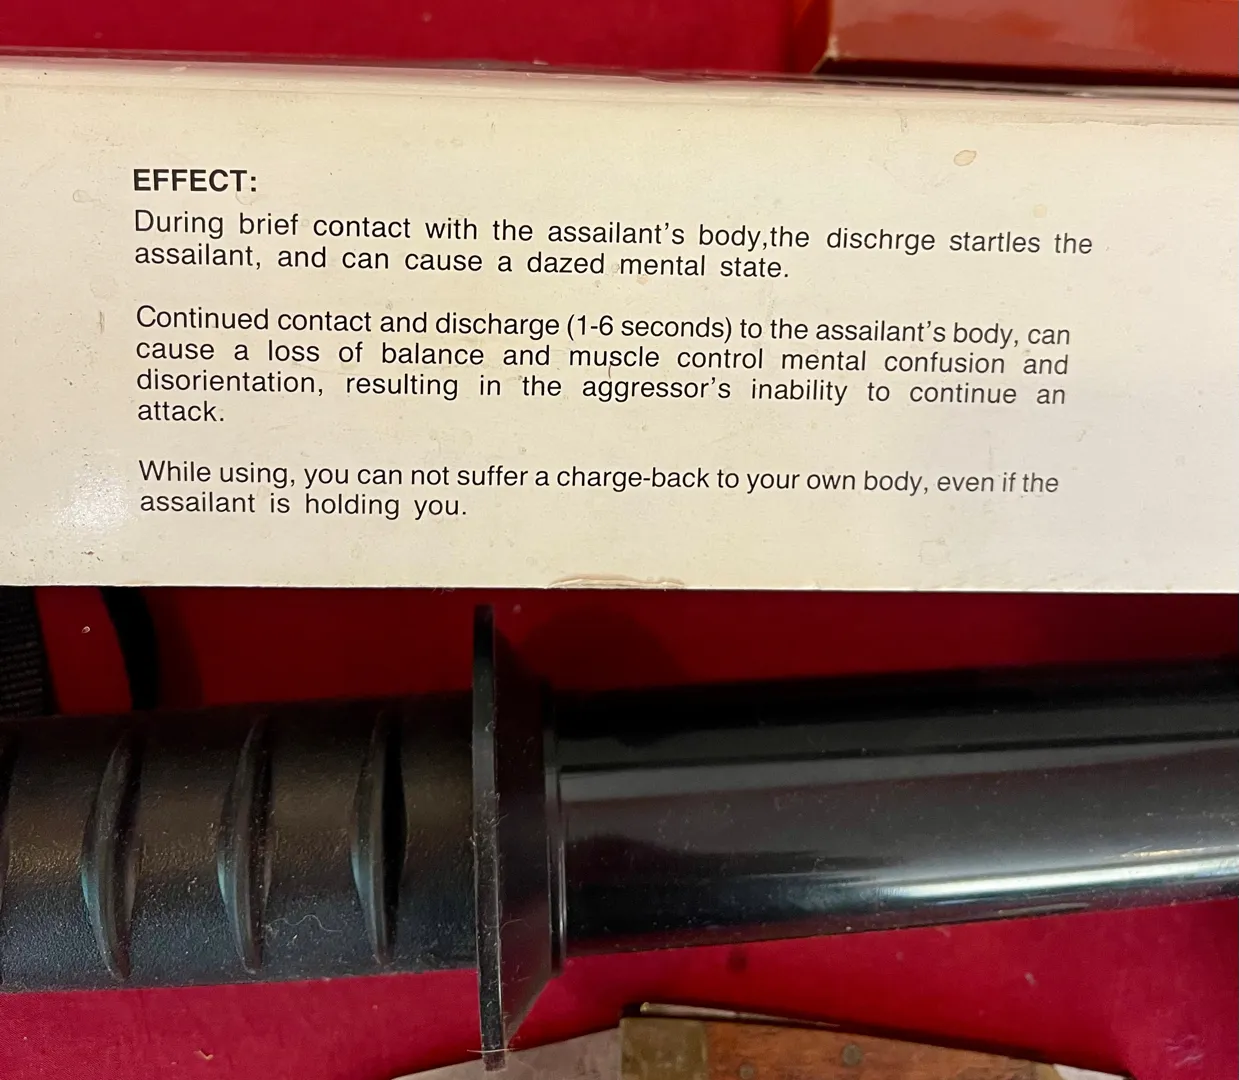 EFFECT:
During brief contact with the assailant's body,the dischrge startles the
assailant, and can cause a dazed mental state.
Continued contact and discharge (1-6 seconds) to the assailant's body, can
cause a loss of balance and muscle control mental confusion and
disorientation, resulting in the aggressor's inability to continue an
attack.
While using, you can not suffer a charge-back to your own body, even if the
assailant is holding you.